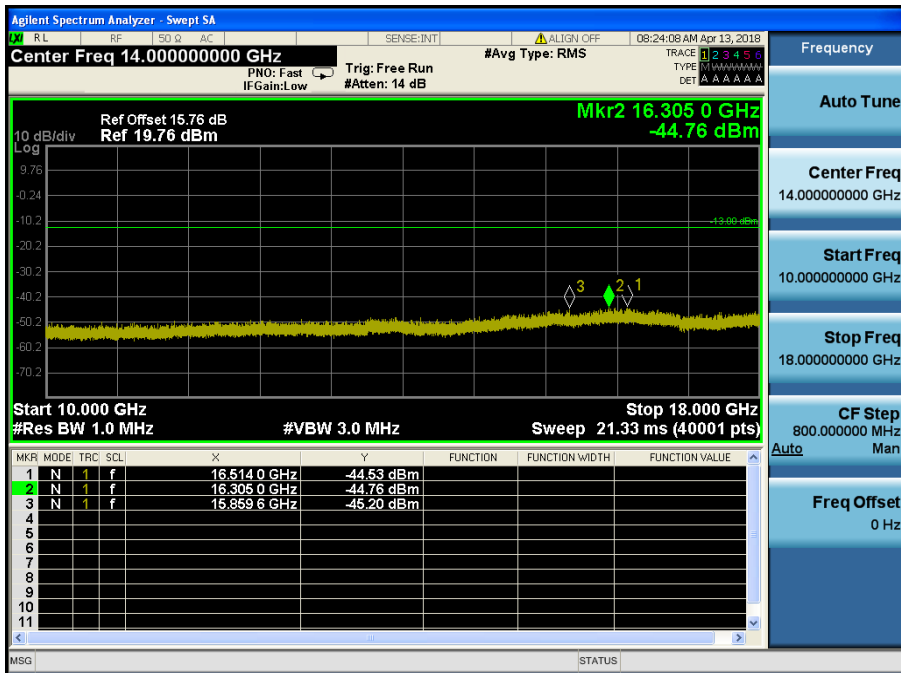 Agilent Spectrum Analyzer - Swept SA
LXI RL RF 50 Ω AC SENSE:INT ALIGN OFF 08:24:08 AM Apr 13, 2018
Center Freq 14.000000000 GHz #Avg Type: RMS TRACE 1 2 3 4 5 6
PNO: Fast Trig: Free Run TYPE M WWWWW
IFGain:Low #Atten: 14 dB DET A A A A A A
Mkr2 16.305 0 GHz
-44.76 dBm
Ref Offset 15.76 dB
10 dB/div Ref 19.76 dBm
Log
9.76
-0.24
-10.2
-13.00 dBm
-20.2
-30.2
-40.2
-50.2
-60.2
-70.2
3 2 1
Start 10.000 GHz Stop 18.000 GHz
#Res BW 1.0 MHz #VBW 3.0 MHz Sweep 21.33 ms (40001 pts)
MKR MODE TRC SCL X Y FUNCTION FUNCTION WIDTH FUNCTION VALUE
1 N 1 f 16.514 0 GHz -44.53 dBm
2 N 1 f 16.305 0 GHz -44.76 dBm
3 N 1 f 15.859 6 GHz -45.20 dBm
4
5
6
7
8
9
10
11
MSG STATUS
Frequency
Auto Tune
Center Freq
14.000000000 GHz
Start Freq
10.000000000 GHz
Stop Freq
18.000000000 GHz
CF Step
800.000000 MHz
Auto Man
Freq Offset
0 Hz